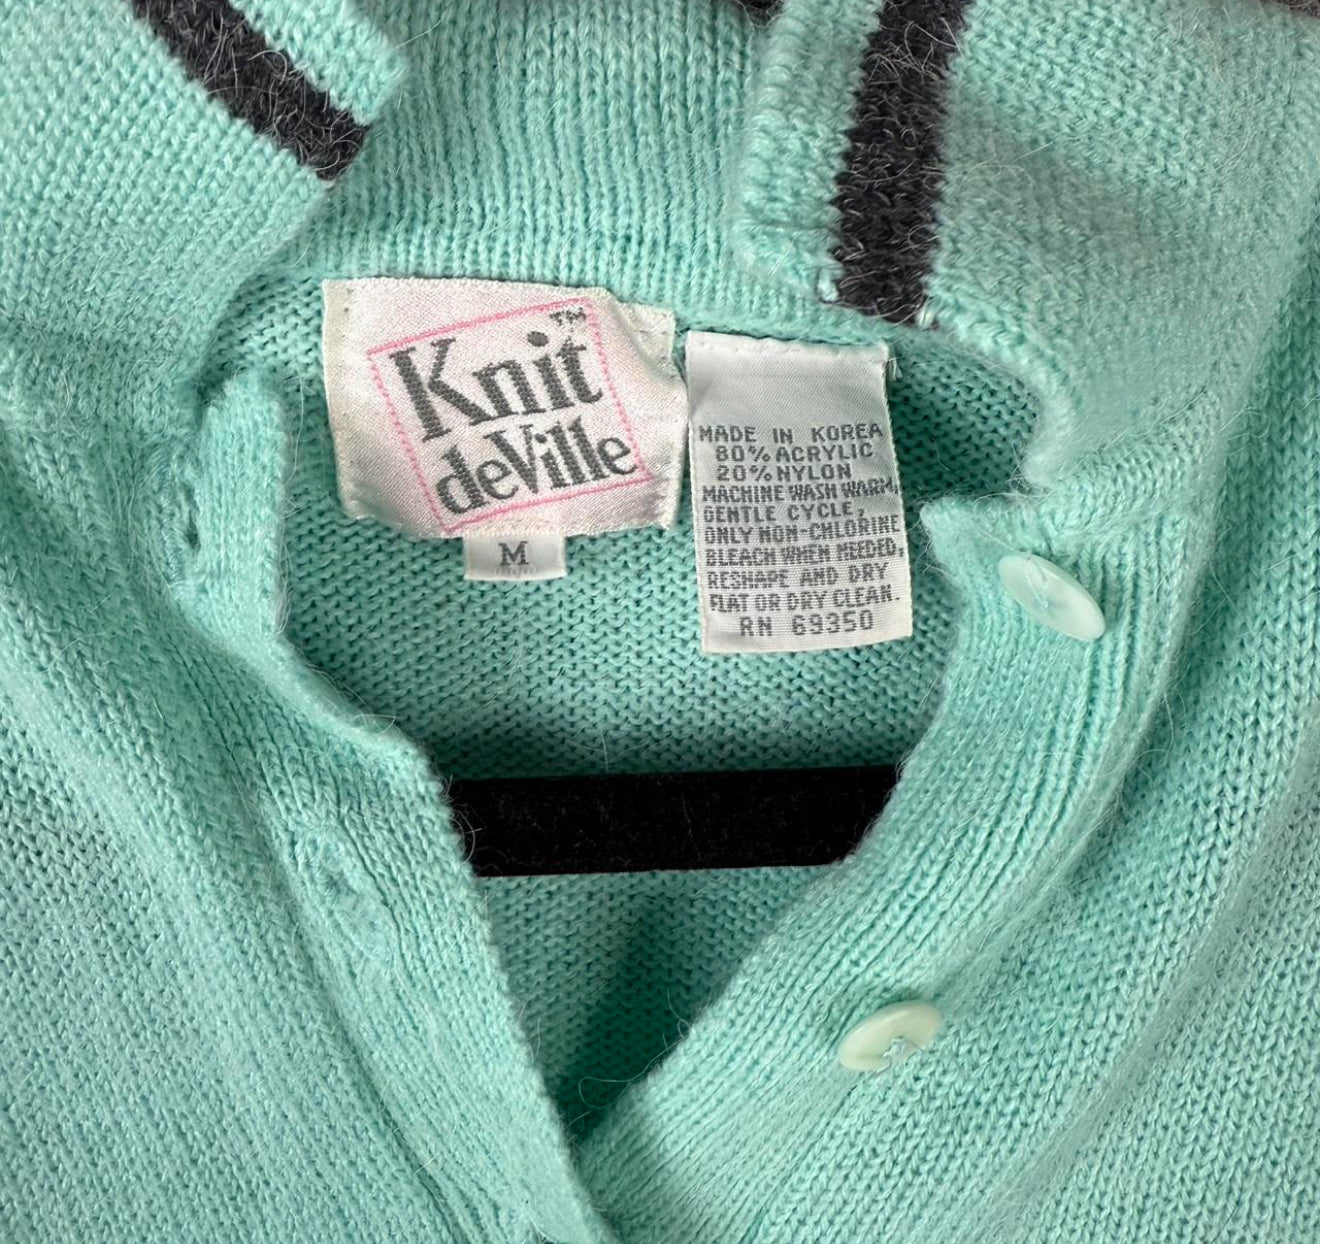 Knit™
deVille
M
MADE IN KOREA
80% ACRYLIC
20% NYLON
MACHINE WASH WARM,
GENTLE CYCLE,
ONLY NON-CHLORINE
BLEACH WHEN NEEDED,
RESHAPE AND DRY
FLAT OR DRY CLEAN.
RN 69350